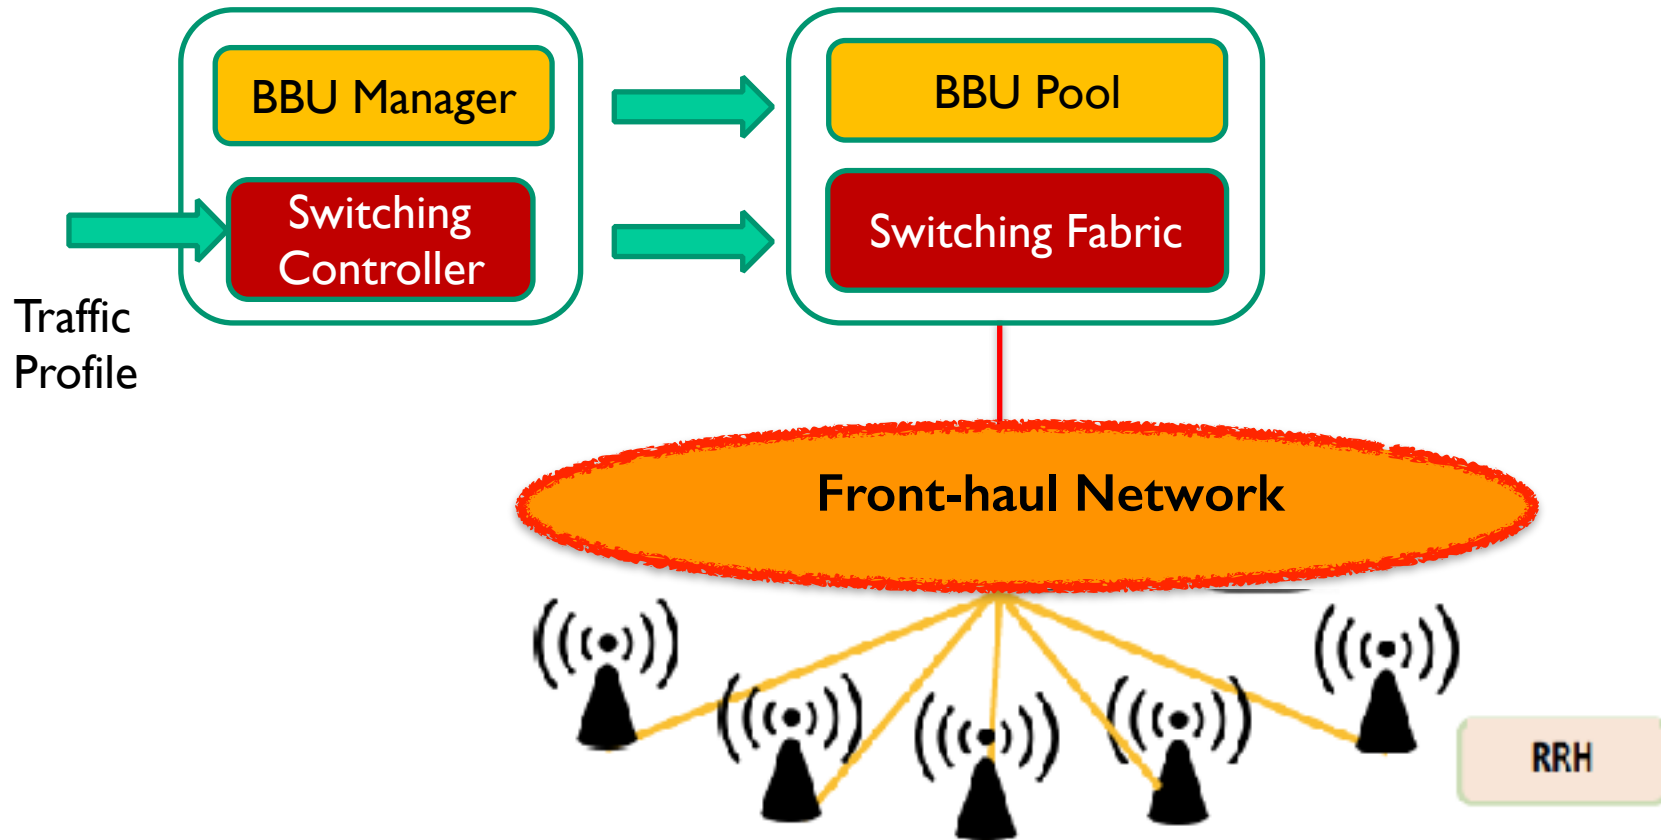 BBU Manager
BBU Pool
Switching
Controller
Switching Fabric
Traffic
Profile
Front-haul Network
RRH